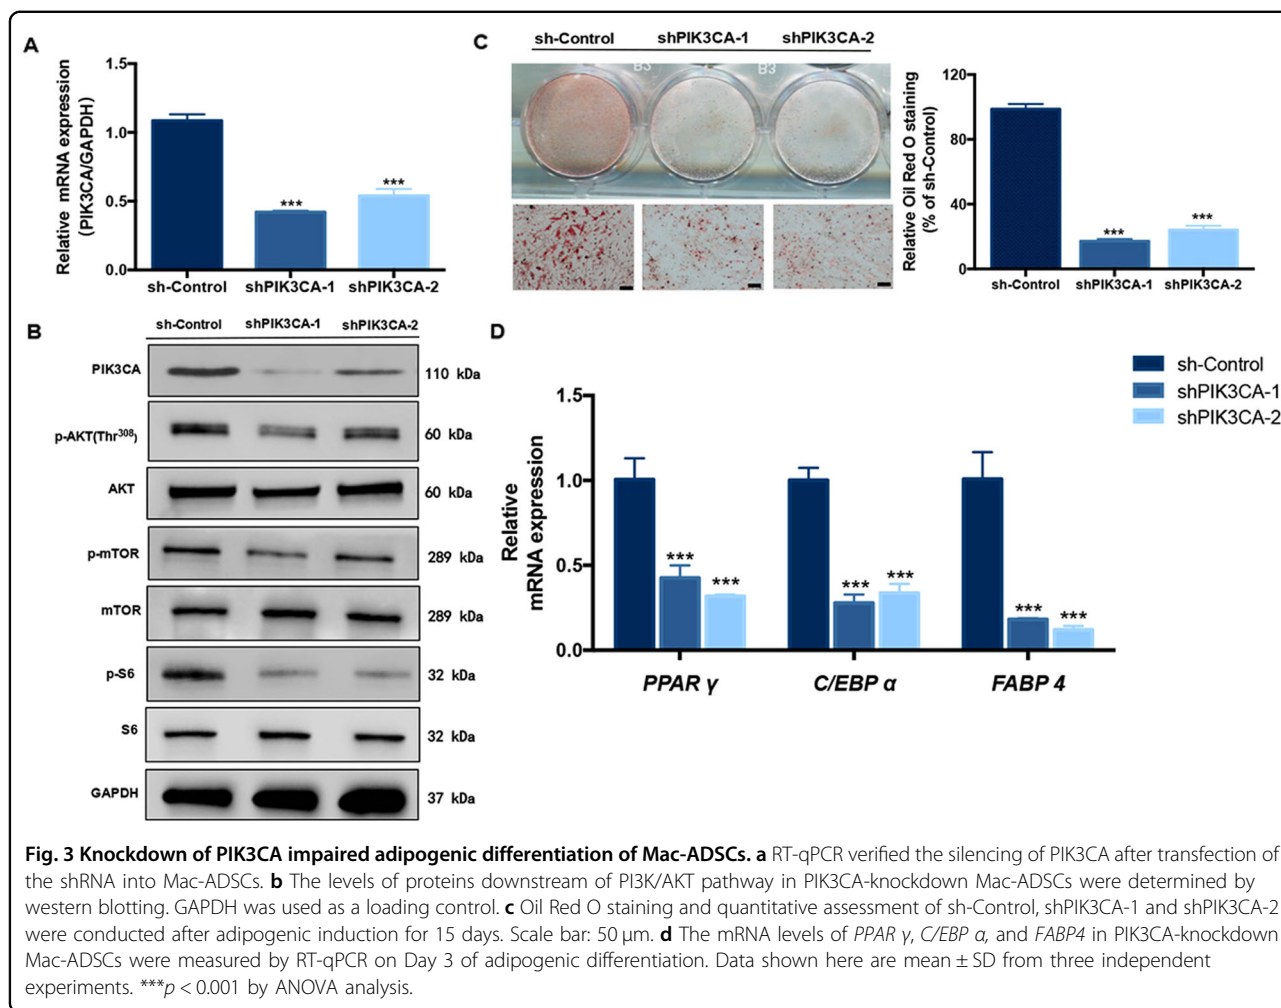 A
Relative mRNA expression
(PIK3CA/GAPDH)
1.5
1.0
0.5
0.0
***
***
sh-Control shPIK3CA-1 shPIK3CA-2
C
sh-Control shPIK3CA-1 shPIK3CA-2
B3 B3
Relative Oil Red O staining
(% of sh-Control)
120
80
40
0
***
***
sh-Control shPIK3CA-1 shPIK3CA-2
B
sh-Control shPIK3CA-1 shPIK3CA-2
PIK3CA 110 kDa
p-AKT(Thr³⁰⁸) 60 kDa
AKT 60 kDa
p-mTOR 289 kDa
mTOR 289 kDa
p-S6 32 kDa
S6 32 kDa
GAPDH 37 kDa
D
sh-Control
shPIK3CA-1
shPIK3CA-2
Relative
mRNA expression
1.5
1.0
0.5
0.0
*** *** *** *** *** ***
PPAR γ C/EBP α FABP 4
Fig. 3 Knockdown of PIK3CA impaired adipogenic differentiation of Mac-ADSCs. a RT-qPCR verified the silencing of PIK3CA after transfection of
the shRNA into Mac-ADSCs. b The levels of proteins downstream of PI3K/AKT pathway in PIK3CA-knockdown Mac-ADSCs were determined by
western blotting. GAPDH was used as a loading control. c Oil Red O staining and quantitative assessment of sh-Control, shPIK3CA-1 and shPIK3CA-2
were conducted after adipogenic induction for 15 days. Scale bar: 50 μm. d The mRNA levels of PPAR γ, C/EBP α, and FABP4 in PIK3CA-knockdown
Mac-ADSCs were measured by RT-qPCR on Day 3 of adipogenic differentiation. Data shown here are mean ± SD from three independent
experiments. ***p < 0.001 by ANOVA analysis.